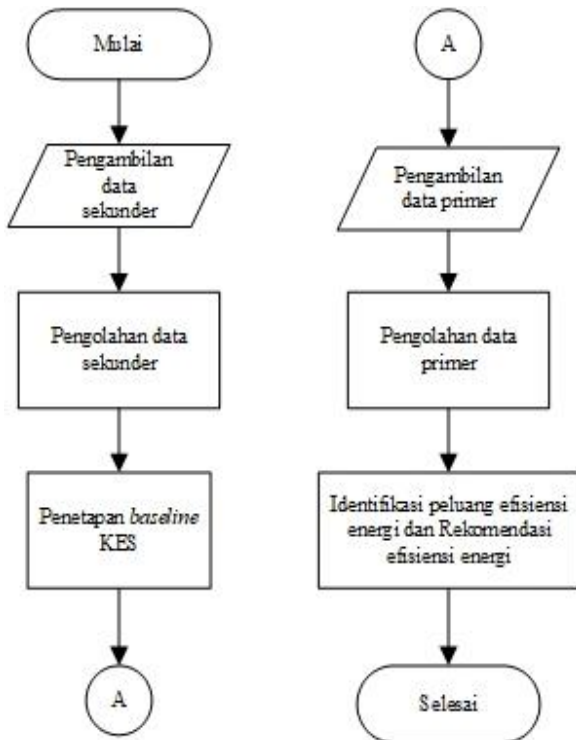 Mulai
Pengambilan
data
sekunder
Pengolahan data
sekunder
Penetapan baseline
KES
A
A
Pengambilan
data primer
Pengolahan data
primer
Identifikasi peluang efisiensi
energi dan Rekomendasi
efisiensi energi
Selesai